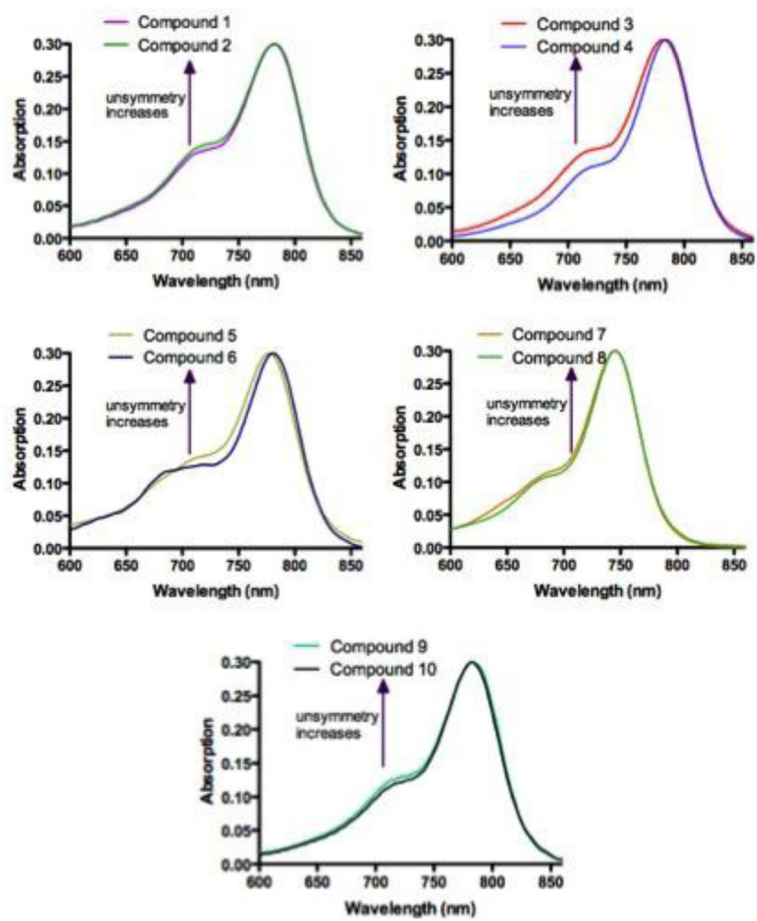 Compound 1
Compound 2
unsymmetry
increases
Absorption
0.30
0.30
0.20
0.15
0.10
0.05
0.00
600 650 700 750 800 850
Wavelength (nm)
Compound 3
Compound 4
unsymmetry
increases
Absorption
0.30
0.30
0.20
0.15
0.10
0.05
0.00
600 650 700 750 800 850
Wavelength (nm)
Compound 5
Compound 6
unsymmetry
increases
Absorption
0.30
0.30
0.20
0.15
0.10
0.05
0.00
600 650 700 750 800 850
Wavelength (nm)
Compound 7
Compound 8
unsymmetry
increases
Absorption
0.30
0.30
0.20
0.15
0.10
0.05
0.00
600 650 700 750 800 850
Wavelength (nm)
Compound 9
Compound 10
unsymmetry
increases
Absorption
0.30
0.30
0.20
0.15
0.10
0.05
0.00
600 650 700 750 800 850
Wavelength (nm)